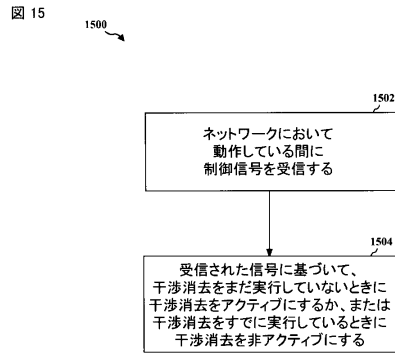 図 15
1500
1502
ネットワークにおいて
動作している間に
制御信号を受信する
1504
受信された信号に基づいて、
干渉消去をまだ実行していないときに
干渉消去をアクティブにするか、または
干渉消去をすでに実行しているときに
干渉消去を非アクティブにする